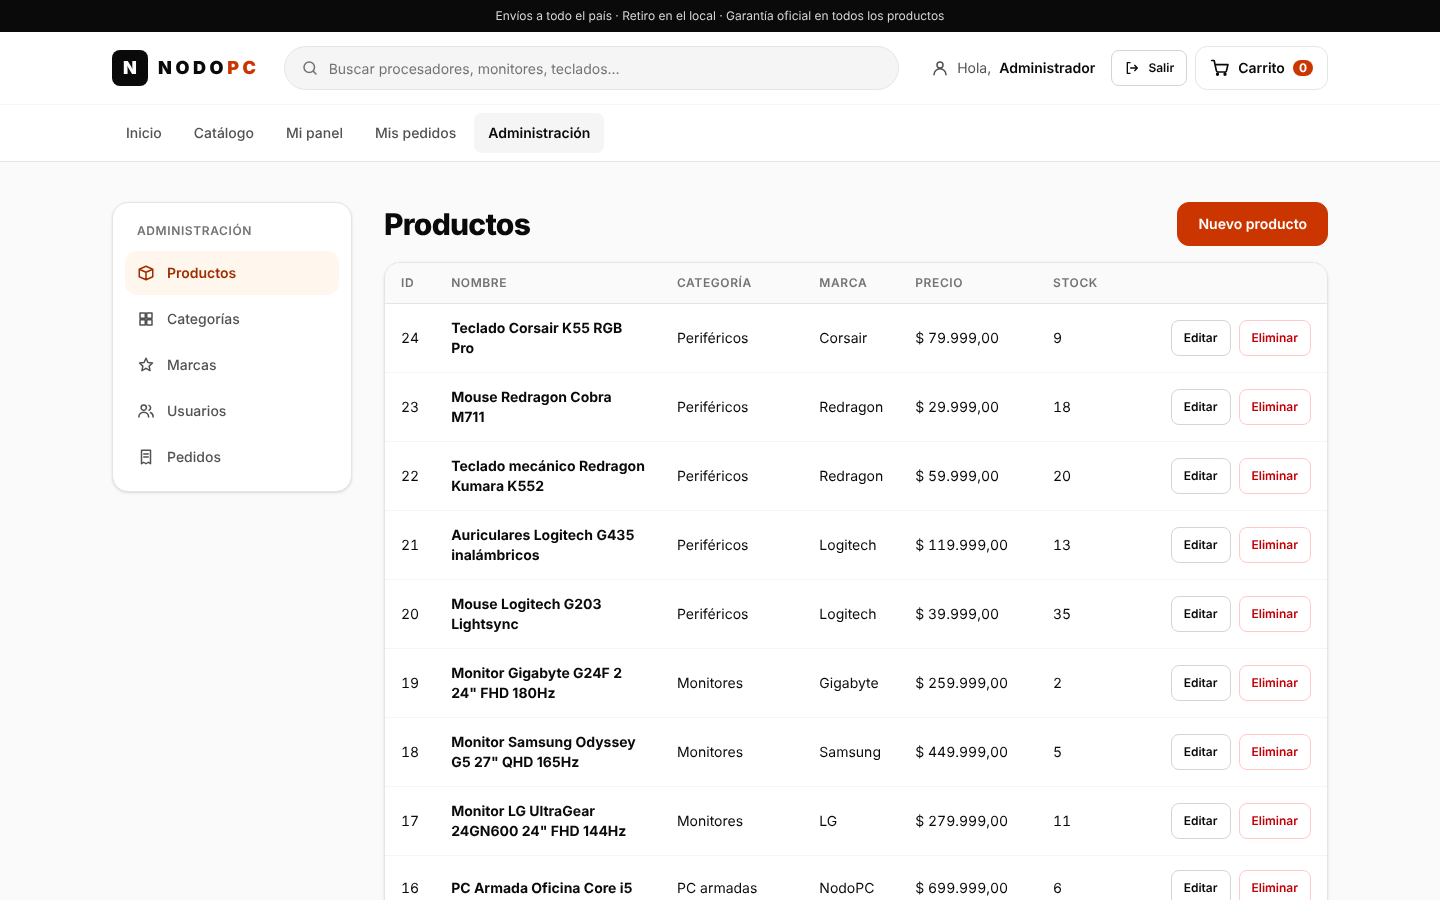 Envíos a todo el país · Retiro en el local · Garantía oficial en todos los productos
N NODOPC
Buscar procesadores, monitores, teclados...
Hola, Administrador
Salir
Carrito 0
Inicio Catálogo Mi panel Mis pedidos Administración
ADMINISTRACIÓN
Productos
Categorías
Marcas
Usuarios
Pedidos
Productos
Nuevo producto
ID NOMBRE CATEGORÍA MARCA PRECIO STOCK
24 Teclado Corsair K55 RGB Pro Periféricos Corsair $ 79.999,00 9 Editar Eliminar
23 Mouse Redragon Cobra M711 Periféricos Redragon $ 29.999,00 18 Editar Eliminar
22 Teclado mecánico Redragon Kumara K552 Periféricos Redragon $ 59.999,00 20 Editar Eliminar
21 Auriculares Logitech G435 inalámbricos Periféricos Logitech $ 119.999,00 13 Editar Eliminar
20 Mouse Logitech G203 Lightsync Periféricos Logitech $ 39.999,00 35 Editar Eliminar
19 Monitor Gigabyte G24F 2 24" FHD 180Hz Monitores Gigabyte $ 259.999,00 2 Editar Eliminar
18 Monitor Samsung Odyssey G5 27" QHD 165Hz Monitores Samsung $ 449.999,00 5 Editar Eliminar
17 Monitor LG UltraGear 24GN600 24" FHD 144Hz Monitores LG $ 279.999,00 11 Editar Eliminar
16 PC Armada Oficina Core i5 PC armadas NodoPC $ 699.999,00 6 Editar Eliminar